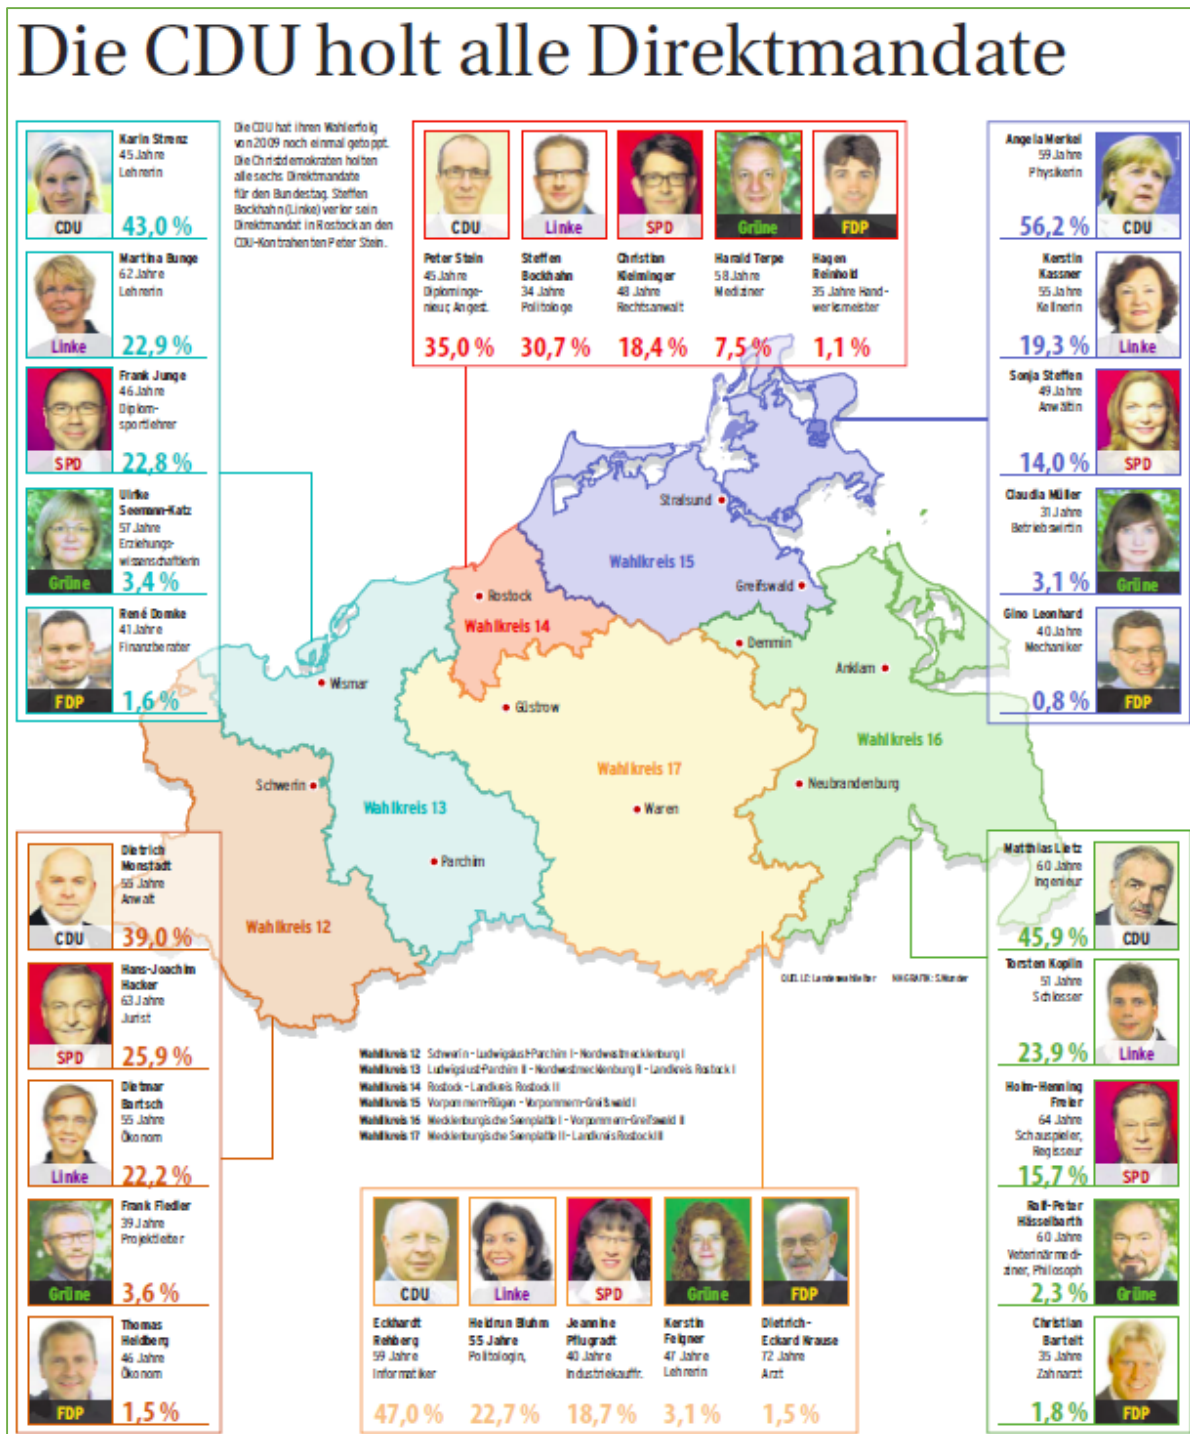 Die CDU holt alle Direktmandate
Karin Strenz
45 Jahre
Lehrerin
CDU
43,0 %
Martina Bunge
62 Jahre
Lehrerin
Linke
22,9 %
Frank Junge
46 Jahre
Diplom-
sportlehrer
SPD
22,8 %
Ulrike
Seemann-Katz
57 Jahre
Erziehungs-
wissenschaftlerin
Grüne
3,4 %
René Domke
41 Jahre
Finanzberater
FDP
1,6 %
Die CDU hat ihren Wahlerfolg
von 2009 noch einmal getoppt.
Die Christdemokraten holten
alle sechs Direktmandate
für den Bundestag. Steffen
Bockhahn (Linke) verlor sein
Direktmandat in Rostock an den
CDU-Kontrahenten Peter Stein.
CDU
Peter Stein
45 Jahre
Diplominge-
nieur, Angest.
35,0 %
Linke
Steffen
Bockhahn
34 Jahre
Politologe
30,7 %
SPD
Christian
Kleiminger
48 Jahre
Rechtsanwalt
18,4 %
Grüne
Harald Terpe
58 Jahre
Mediziner
7,5 %
FDP
Hagen
Reinhold
35 Jahre Hand-
werksmeister
1,1 %
Angela Merkel
59 Jahre
Physikerin
56,2 %
CDU
Kerstin
Kassner
55 Jahre
Kellnerin
19,3 %
Linke
Sonja Steffen
49 Jahre
Anwältin
14,0 %
SPD
Claudia Müller
31 Jahre
Betriebswirtin
3,1 %
Grüne
Gino Leonhard
40 Jahre
Mechaniker
0,8 %
FDP
Stralsund
Wahlkreis 15
Greifswald
Rostock
Wahlkreis 14
Demmin
Anklam
Wismar
Güstrow
Wahlkreis 16
Wahlkreis 17
Schwerin
Neubrandenburg
Wahlkreis 13
Waren
Parchim
Wahlkreis 12
Dietrich
Monstadt
55 Jahre
Anwalt
CDU
39,0 %
Hans-Joachim
Hacker
63 Jahre
Jurist
SPD
25,9 %
Dietmar
Bartsch
55 Jahre
Ökonom
Linke
22,2 %
Frank Fiedler
39 Jahre
Projektleiter
Grüne
3,6 %
Thomas
Heldberg
46 Jahre
Ökonom
FDP
1,5 %
QUELLE: Landeswahlleiter NK-GRAFIK: S.Wunder
Wahlkreis 12 Schwerin - Ludwigslust-Parchim I - Nordwestmecklenburg I
Wahlkreis 13 Ludwigslust-Parchim II - Nordwestmecklenburg II - Landkreis Rostock I
Wahlkreis 14 Rostock - Landkreis Rostock II
Wahlkreis 15 Vorpommern-Rügen - Vorpommern-Greifswald I
Wahlkreis 16 Mecklenburgische Seenplatte I - Vorpommern-Greifswald II
Wahlkreis 17 Mecklenburgische Seenplatte II - Landkreis Rostock III
CDU
Eckhardt
Rehberg
59 Jahre
Informatiker
47,0 %
Linke
Heidrun Bluhm
55 Jahre
Politologin,
22,7 %
SPD
Jeannine
Pflugradt
40 Jahre
Industriekauffr.
18,7 %
Grüne
Kerstin
Felgner
47 Jahre
Lehrerin
3,1 %
FDP
Dietrich-
Eckard Krause
72 Jahre
Arzt
1,5 %
Matthias Lietz
60 Jahre
Ingenieur
45,9 %
CDU
Torsten Koplin
51 Jahre
Schlosser
23,9 %
Linke
Holm-Henning
Freier
64 Jahre
Schauspieler,
Regisseur
15,7 %
SPD
Ralf-Peter
Hässelbarth
60 Jahre
Veterinärmedi-
ziner, Philosoph
2,3 %
Grüne
Christian
Bartelt
35 Jahre
Zahnarzt
1,8 %
FDP